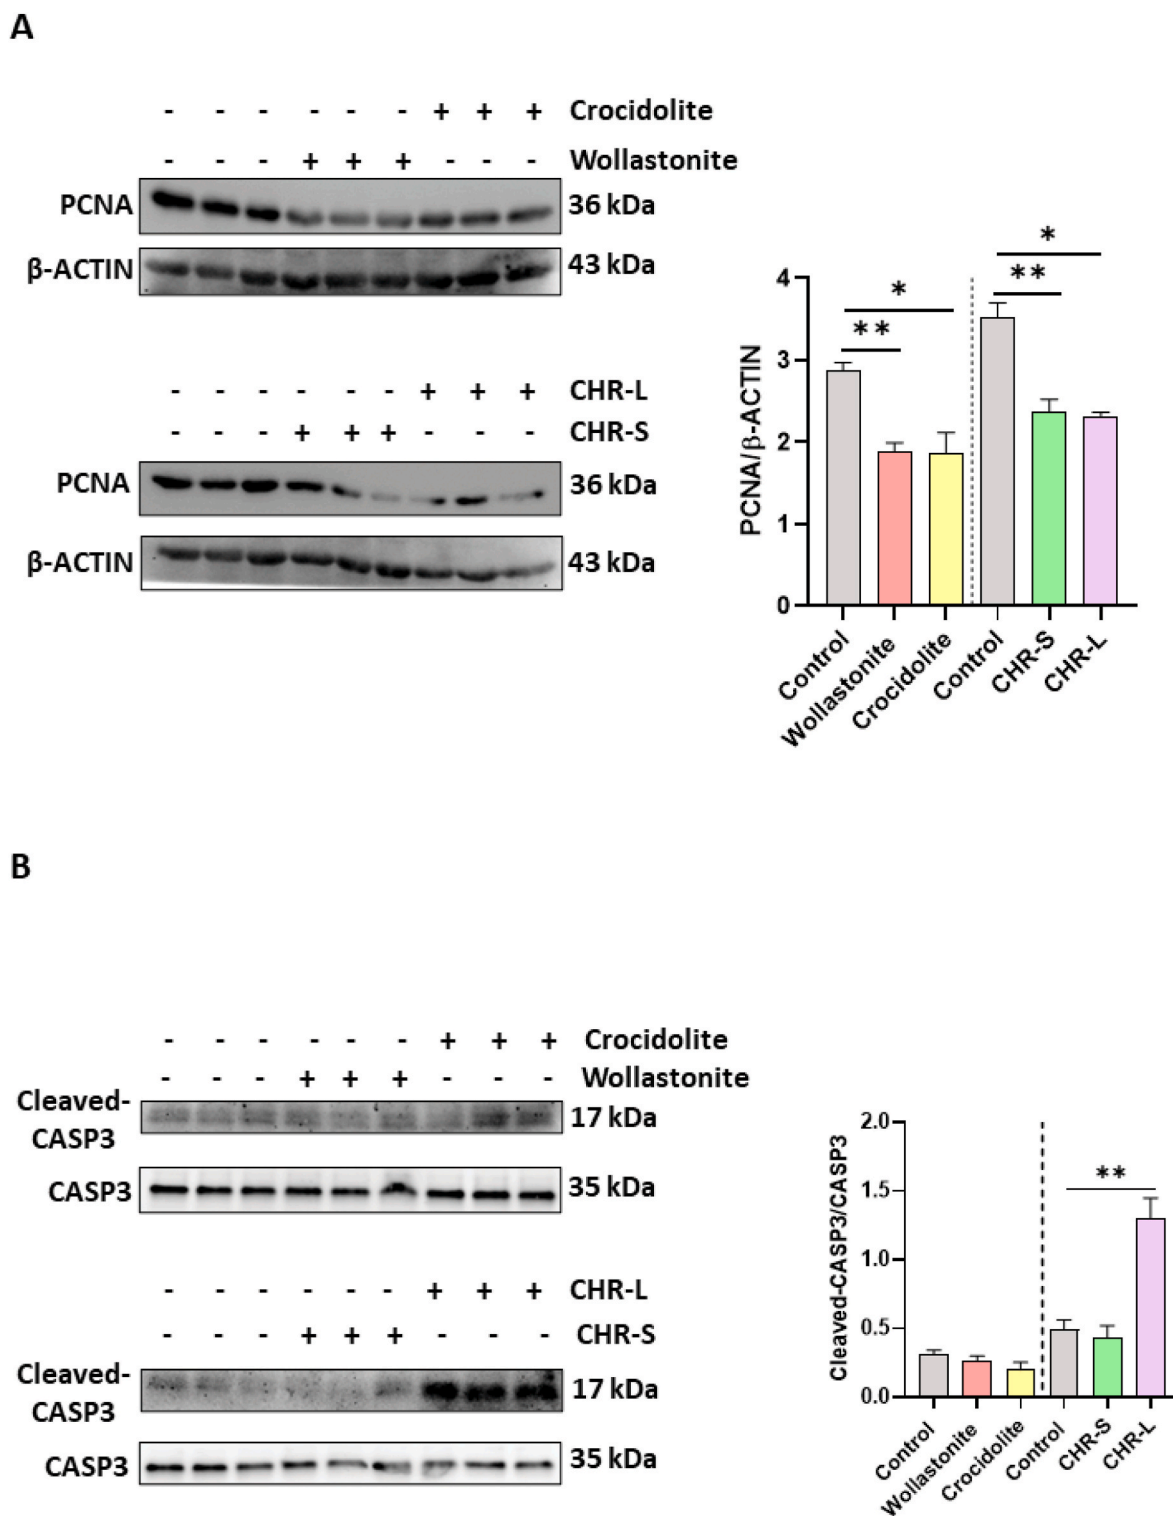 A
- - - - - - + + + Crocidolite
- - - + + + - - - Wollastonite
PCNA 36 kDa
β-ACTIN 43 kDa
- - - - - - + + + CHR-L
- - - + + + - - - CHR-S
PCNA 36 kDa
β-ACTIN 43 kDa
PCNA/β-ACTIN
4
3
2
1
0
*
**
*
**
Control
Wollastonite
Crocidolite
Control
CHR-S
CHR-L
B
- - - - - - + + + Crocidolite
- - - + + + - - - Wollastonite
Cleaved-
CASP3
17 kDa
CASP3 35 kDa
- - - - - - + + + CHR-L
- - - + + + - - - CHR-S
Cleaved-
CASP3
17 kDa
CASP3 35 kDa
Cleaved-CASP3/CASP3
2.0
1.5
1.0
0.5
0.0
**
Control
Wollastonite
Crocidolite
Control
CHR-S
CHR-L